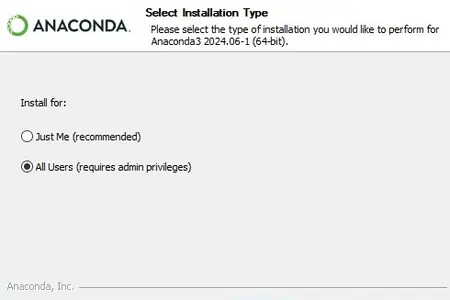 ANACONDA.
Select Installation Type
Please select the type of installation you would like to perform for
Anaconda3 2024.06-1 (64-bit).
Install for:
Just Me (recommended)
All Users (requires admin privileges)
Anaconda, Inc.